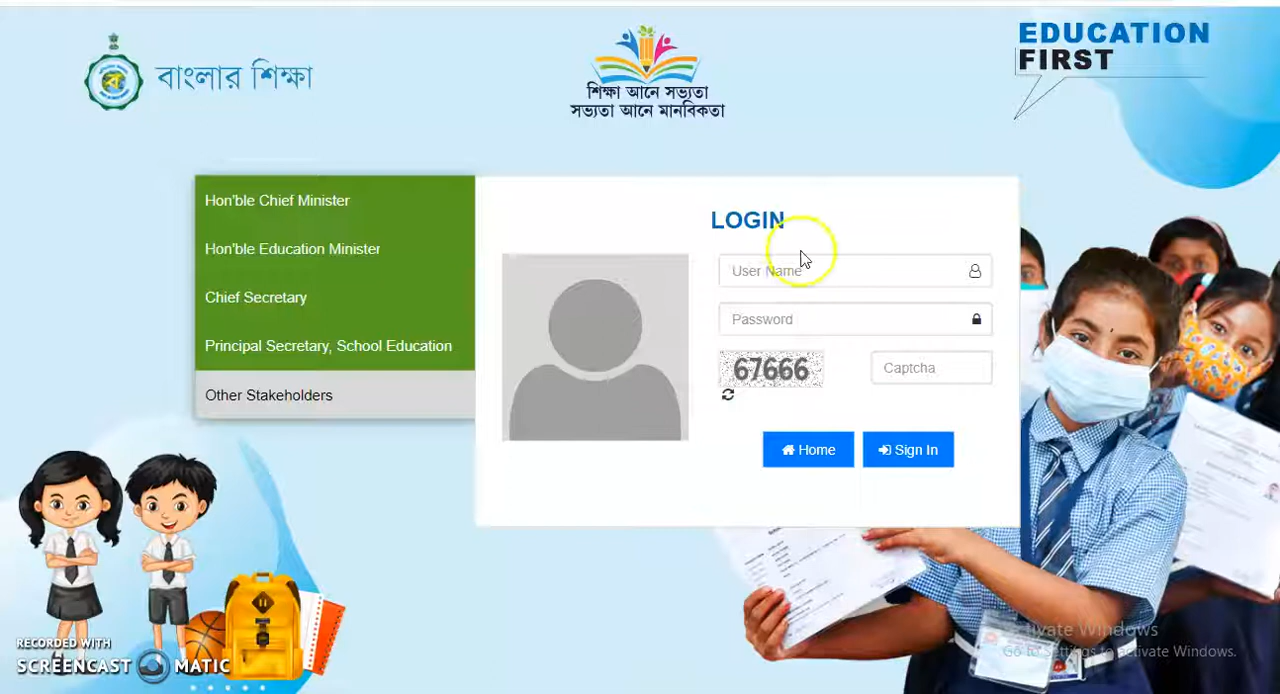 বাংলার শিক্ষা
শিক্ষা আনে সভ্যতা
সভ্যতা আনে মানবিকতা
EDUCATION
FIRST
Hon'ble Chief Minister
Hon'ble Education Minister
Chief Secretary
Principal Secretary, School Education
Other Stakeholders
LOGIN
User Name
Password
67666
Captcha
Home
Sign In
RECORDED WITH
SCREENCAST MATIC
Activate Windows
Go to Settings to activate Windows.